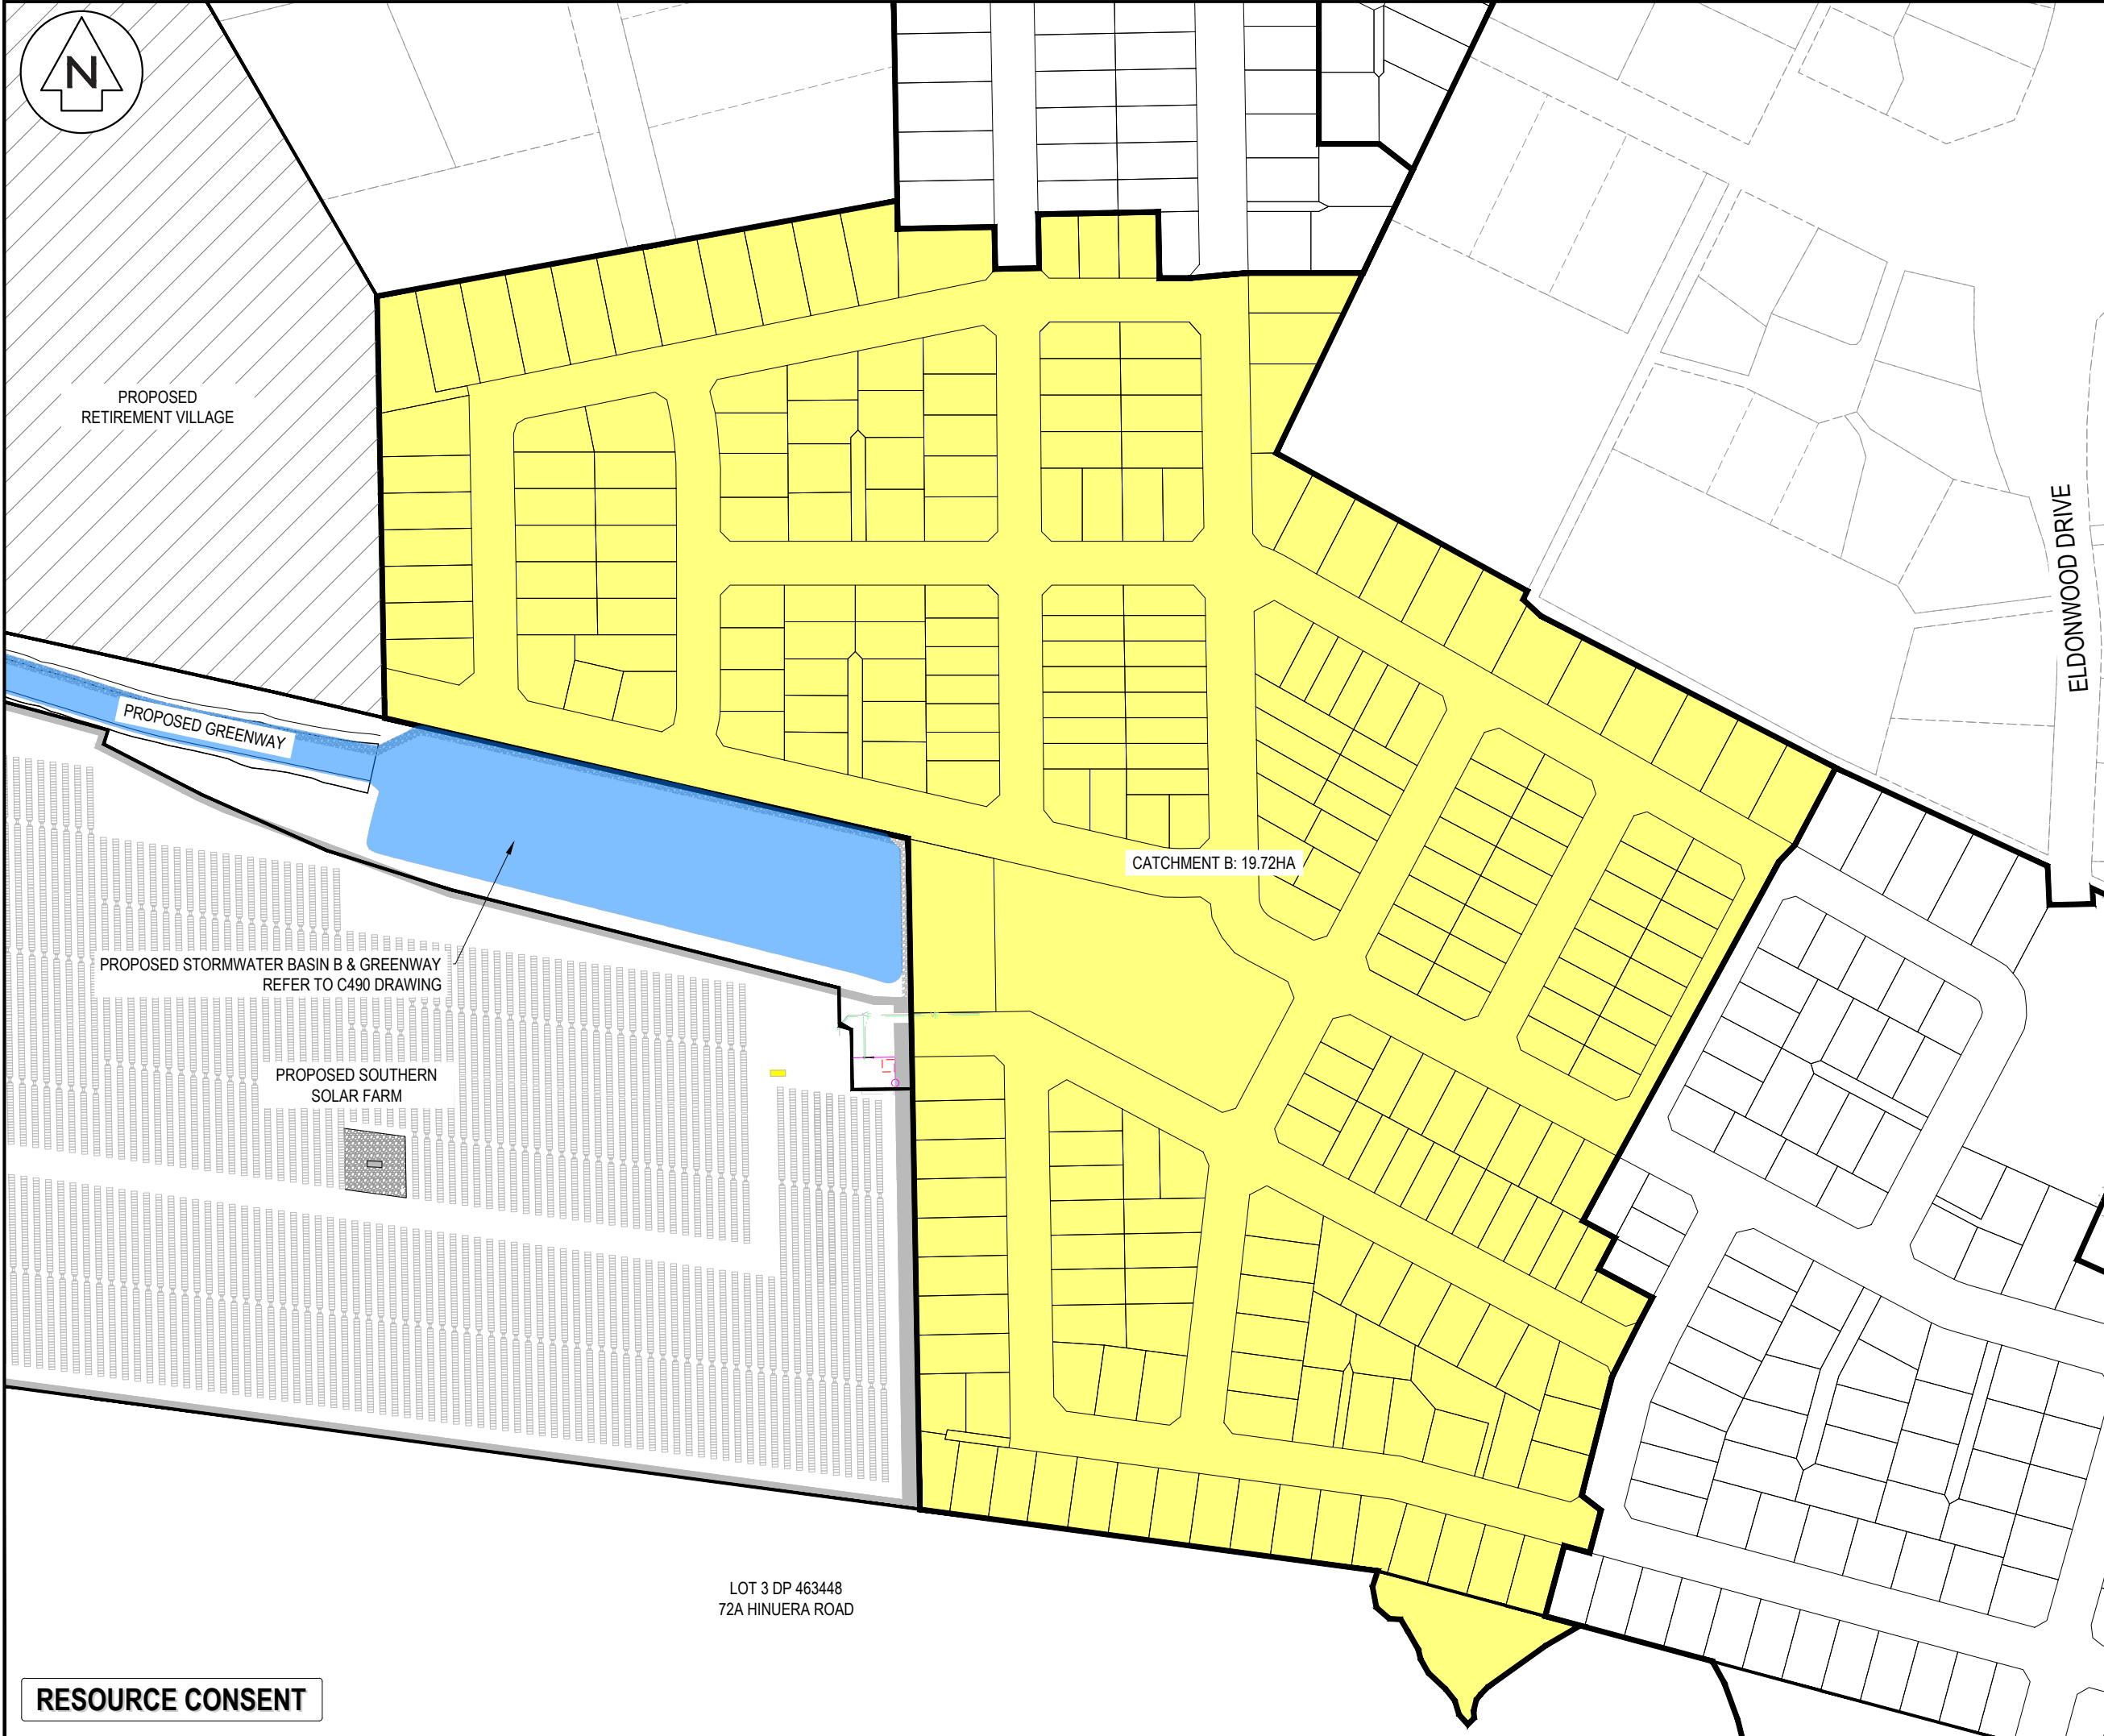 N
PROPOSED
RETIREMENT VILLAGE
ELDONWOOD DRIVE
PROPOSED GREENWAY
CATCHMENT B: 19.72HA
PROPOSED STORMWATER BASIN B & GREENWAY
REFER TO C490 DRAWING
PROPOSED SOUTHERN
SOLAR FARM
LOT 3 DP 463448
72A HINUERA ROAD
RESOURCE CONSENT